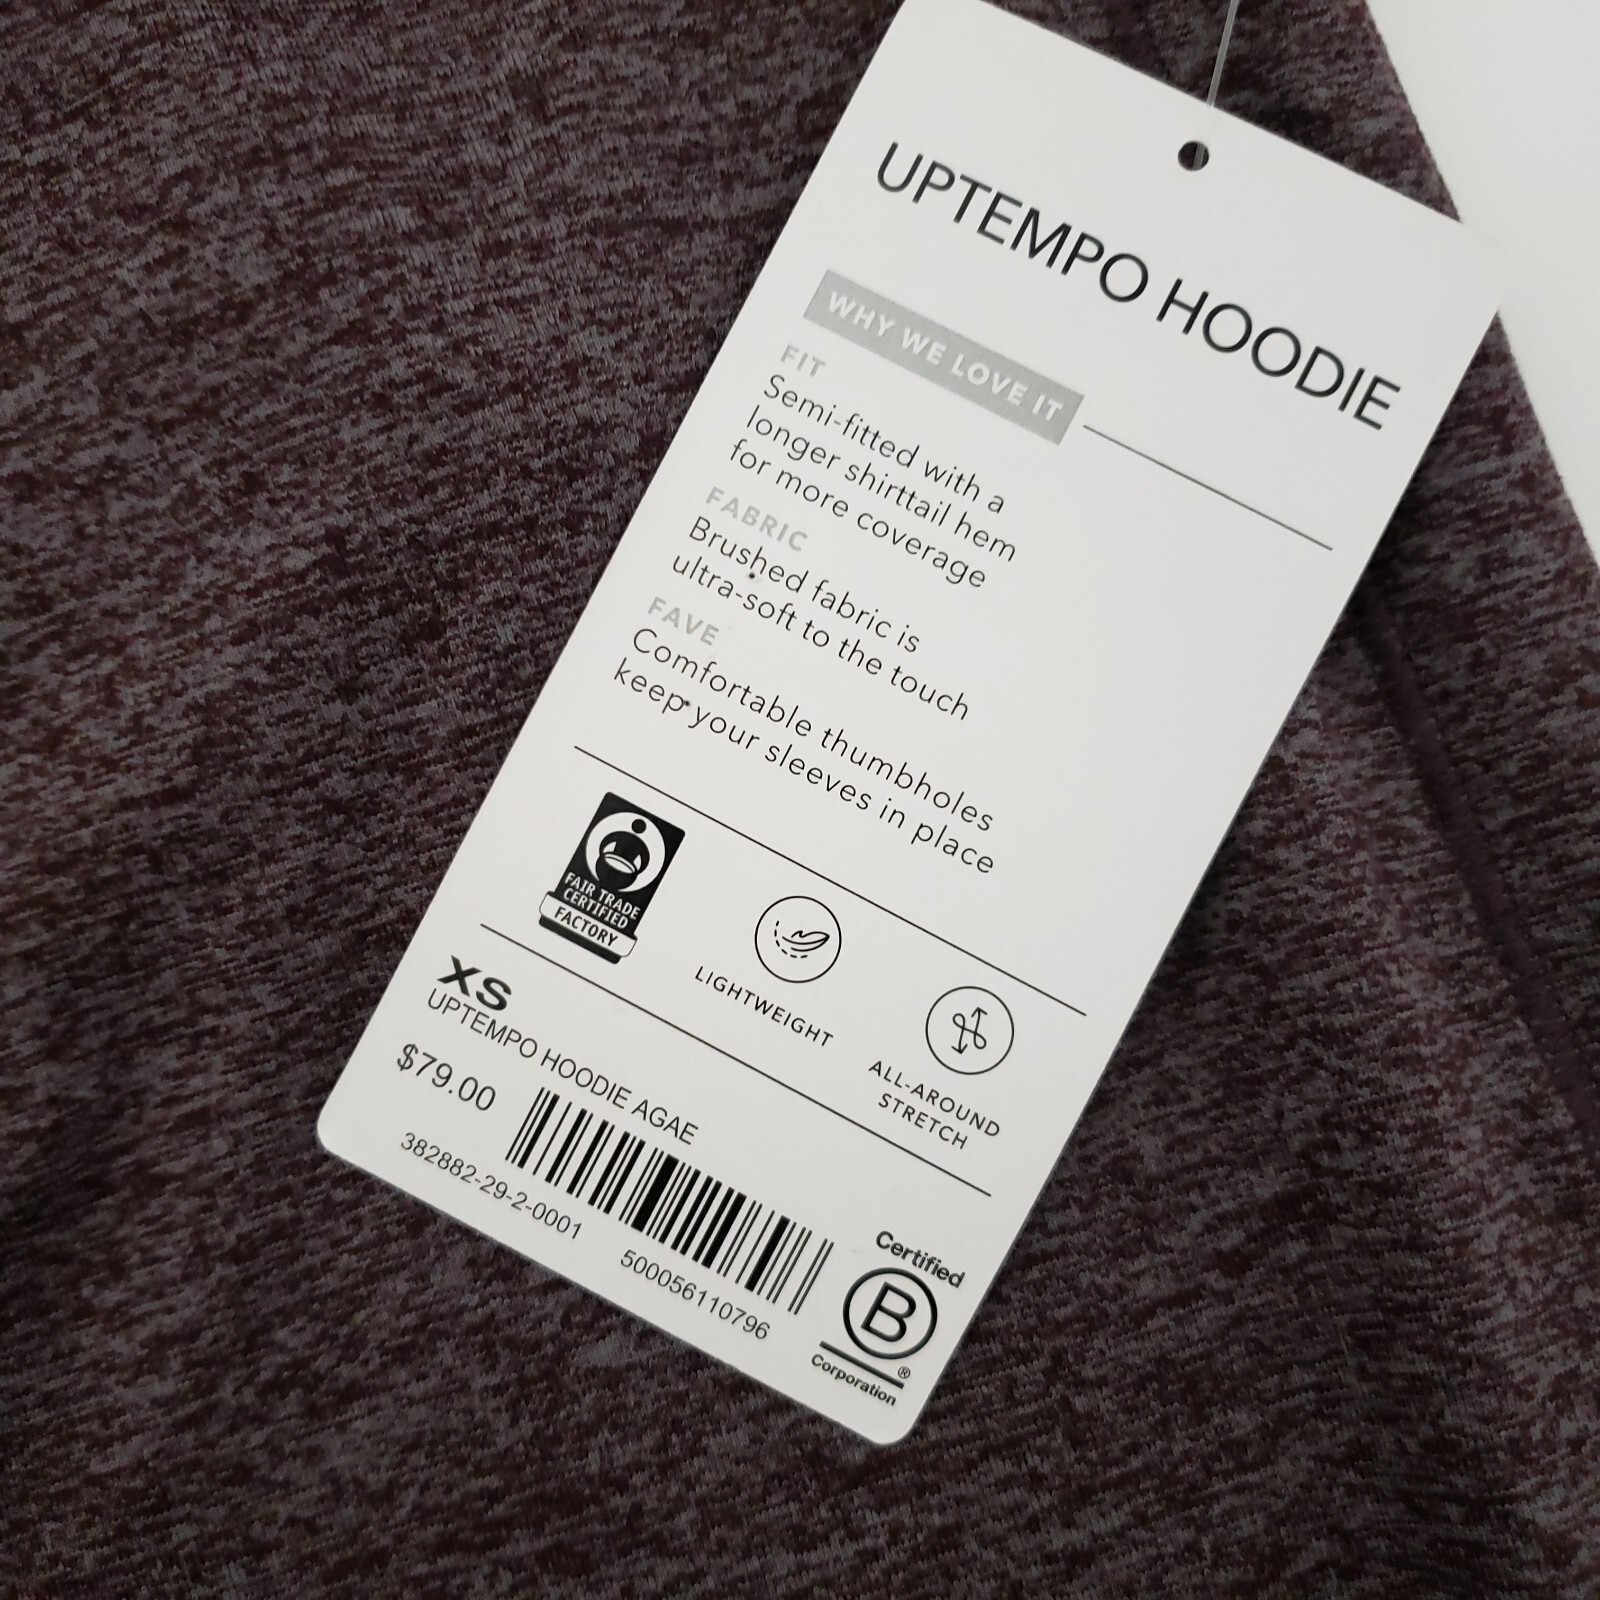 UPTEMPO HOODIE
WHY WE LOVE IT
FIT
Semi-fitted with a
longer shirttail hem
for more coverage
FABRIC
Brushed fabric is
ultra-soft to the touch
FAVE
Comfortable thumbholes
keep your sleeves in place
FAIR TRADE
CERTIFIED
FACTORY
LIGHTWEIGHT
ALL-AROUND
STRETCH
XS
UPTEMPO HOODIE AGAE
$79.00
382882-29-2-0001
500056110796
Certified
B
®
Corporation